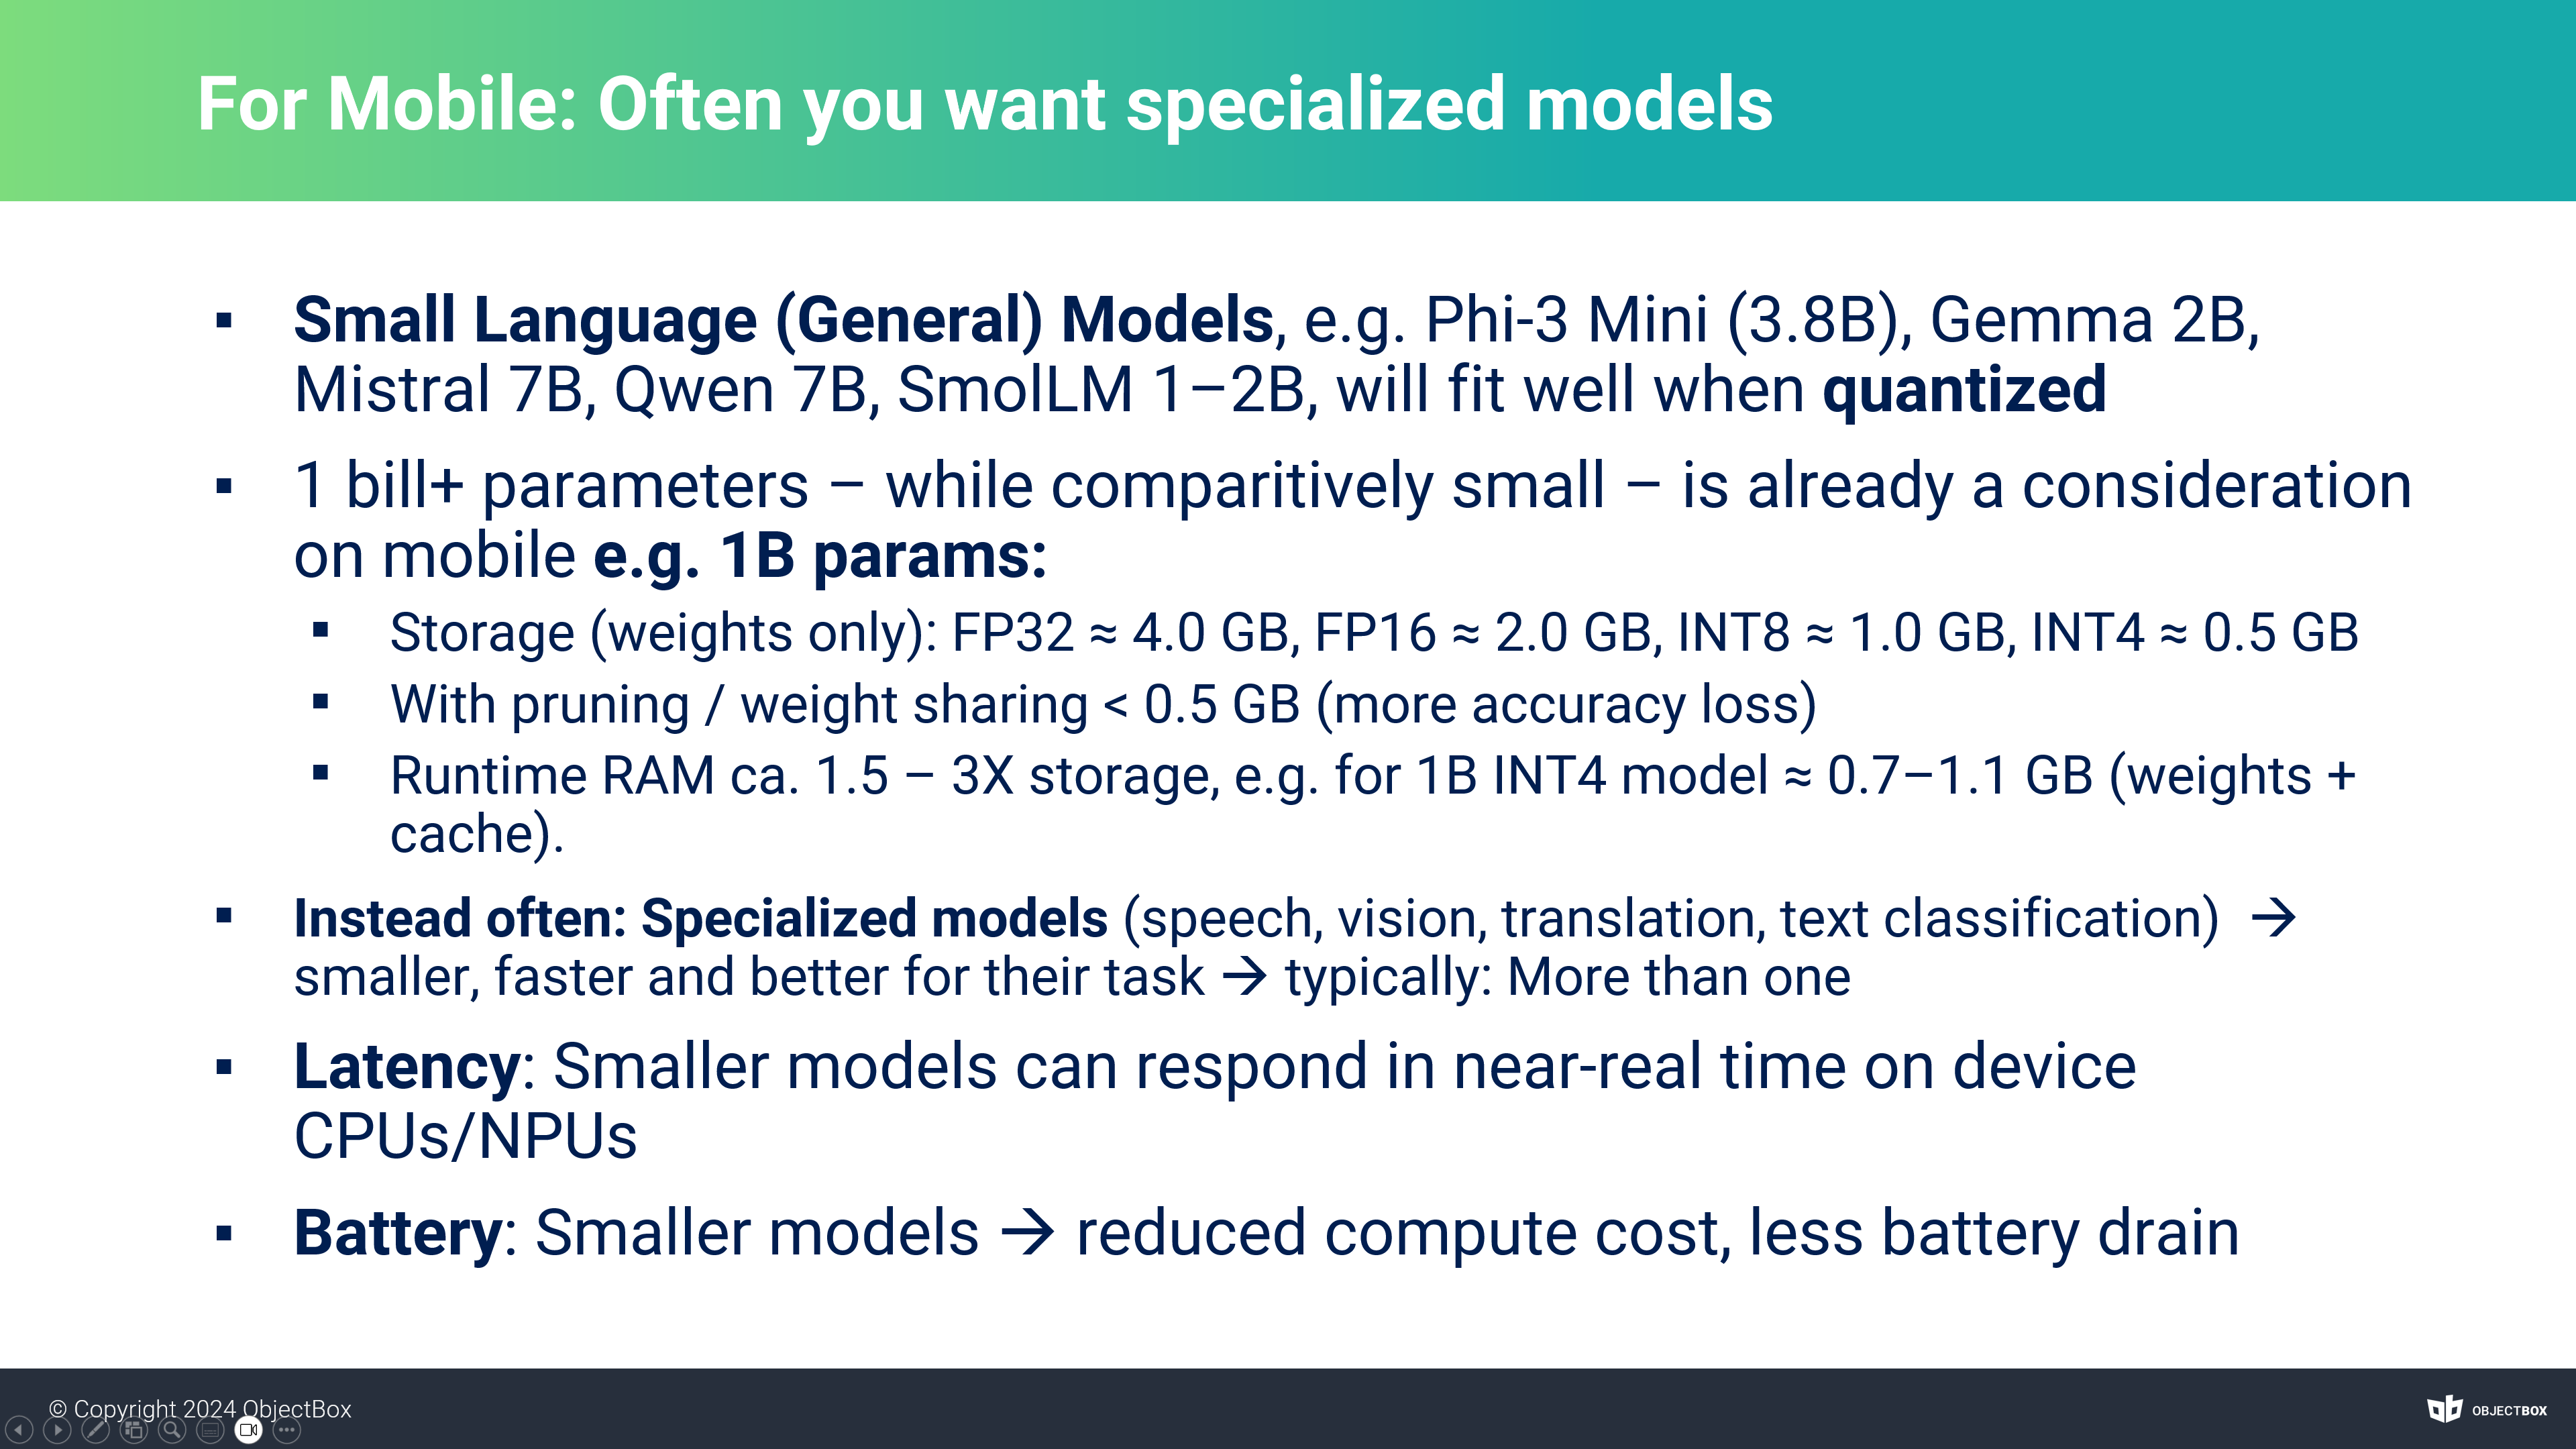 For Mobile: Often you want specialized models
▪ Small Language (General) Models, e.g. Phi-3 Mini (3.8B), Gemma 2B,
Mistral 7B, Qwen 7B, SmolLM 1–2B, will fit well when quantized
▪ 1 bill+ parameters – while comparitively small – is already a consideration
on mobile e.g. 1B params:
▪ Storage (weights only): FP32 ≈ 4.0 GB, FP16 ≈ 2.0 GB, INT8 ≈ 1.0 GB, INT4 ≈ 0.5 GB
▪ With pruning / weight sharing < 0.5 GB (more accuracy loss)
▪ Runtime RAM ca. 1.5 – 3X storage, e.g. for 1B INT4 model ≈ 0.7–1.1 GB (weights +
cache).
▪ Instead often: Specialized models (speech, vision, translation, text classification) →
smaller, faster and better for their task → typically: More than one
▪ Latency: Smaller models can respond in near-real time on device
CPUs/NPUs
▪ Battery: Smaller models → reduced compute cost, less battery drain
© Copyright 2024 ObjectBox
OBJECTBOX